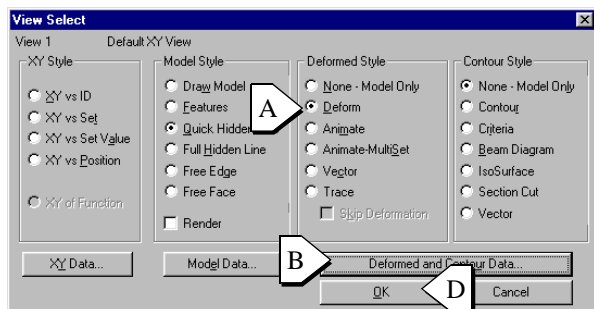 View Select
View 1 Default XY View
XY Style
XY vs ID
XY vs Set
XY vs Set Value
XY vs Position
XY of Function
Model Style
Draw Model
Features
Quick Hidden
Full Hidden Line
Free Edge
Free Face
Render
Deformed Style
None - Model Only
Deform
Animate
Animate-MultiSet
Vector
Trace
Skip Deformation
Contour Style
None - Model Only
Contour
Criteria
Beam Diagram
IsoSurface
Section Cut
Vector
A
XY Data...
Model Data...
B
Deformed and Contour Data...
OK
D
Cancel